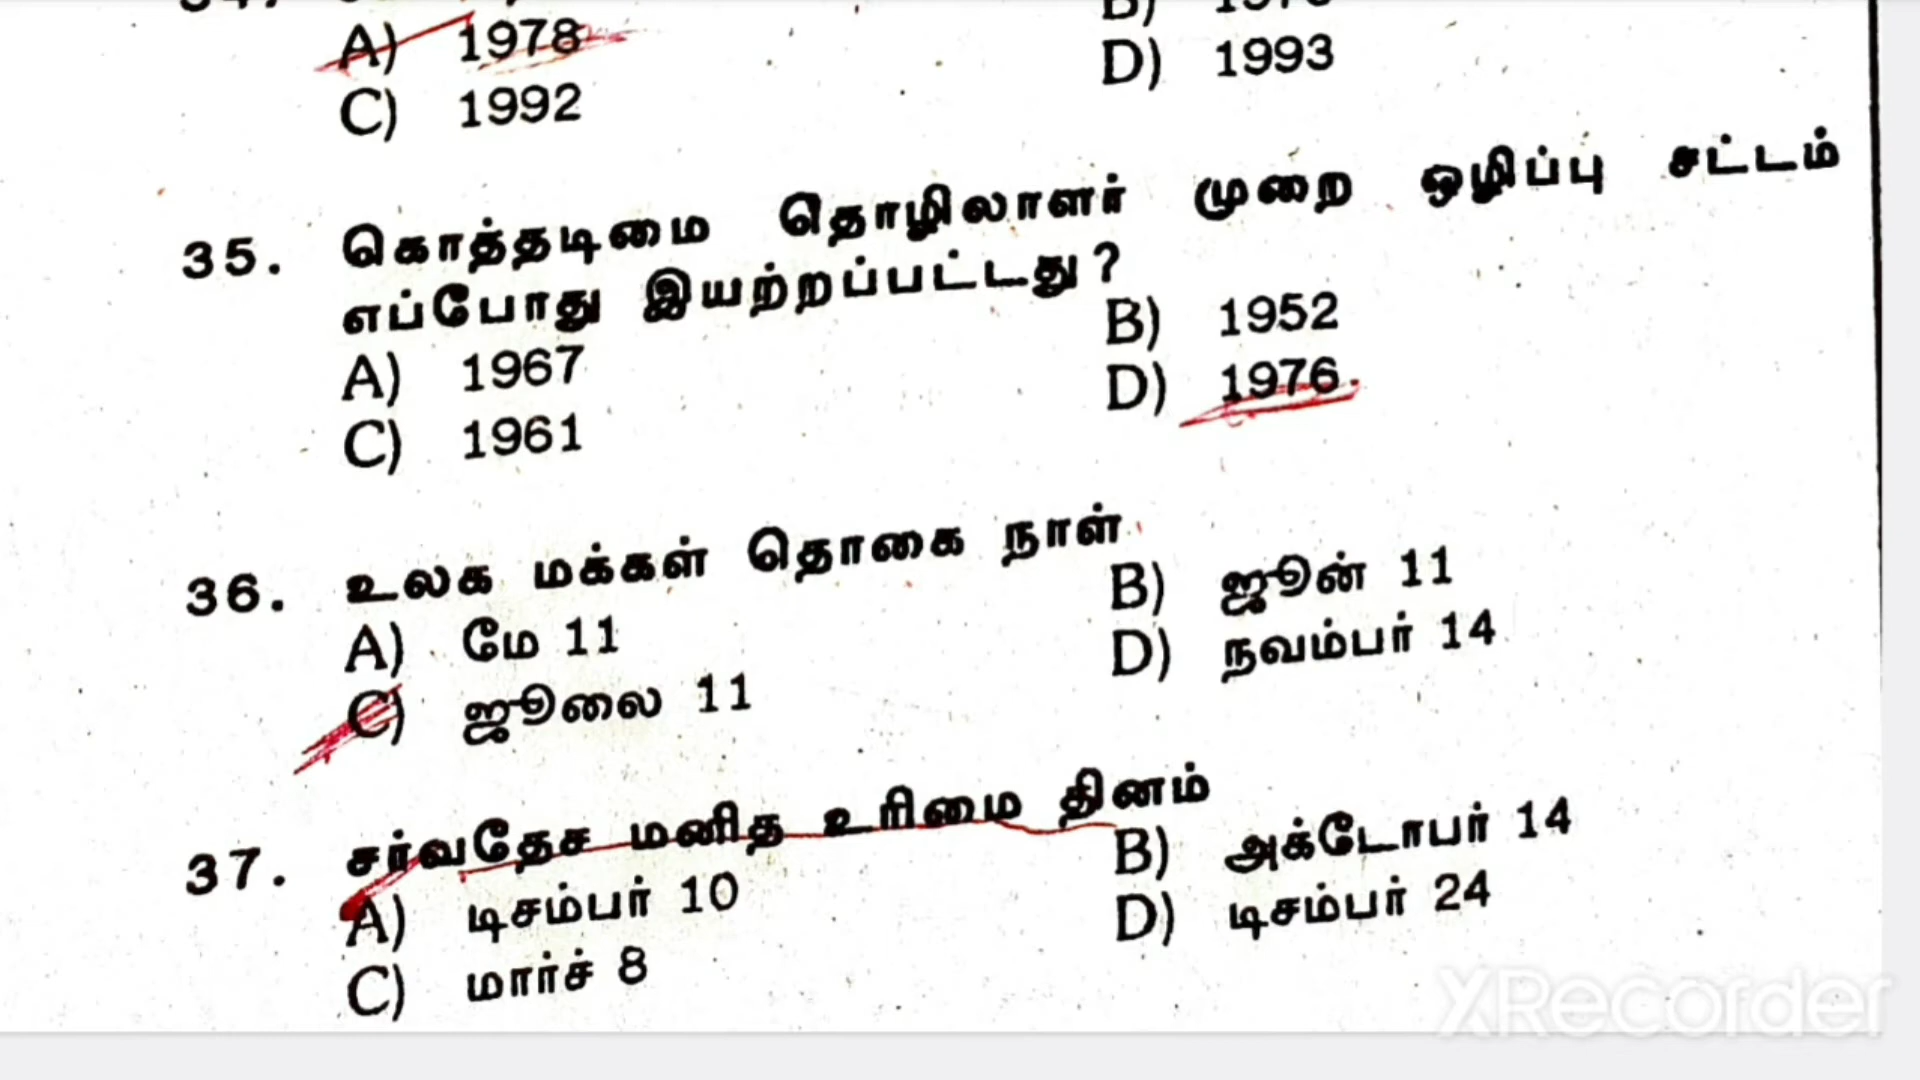 34.
A) 1978
B) 197
C) 1992
D) 1993
35. கொத்தடிமை தொழிலாளர் முறை ஒழிப்பு சட்டம்
எப்போது இயற்றப்பட்டது?
A) 1967
B) 1952
C) 1961
D) 1976
36. உலக மக்கள் தொகை நாள்
A) மே 11
B) ஜூன் 11
C) ஜூலை 11
D) நவம்பர் 14
37. சர்வதேச மனித உரிமை தினம்
A) டிசம்பர் 10
B) அக்டோபர் 14
C) மார்ச் 8
D) டிசம்பர் 24
XRecorder